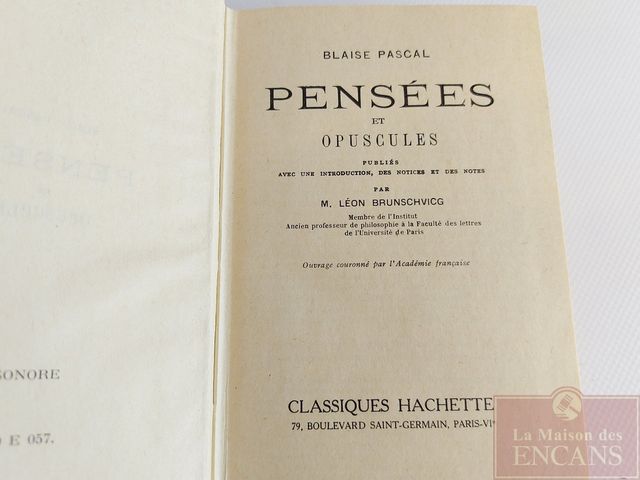 SONORE
E 057.
BLAISE PASCAL
PENSÉES
ET
OPUSCULES
PUBLIÉS
AVEC UNE INTRODUCTION, DES NOTICES ET DES NOTES
PAR
M. LÉON BRUNSCHVICG
Membre de l'Institut
Ancien professeur de philosophie à la Faculté des lettres
de l'Université de Paris
Ouvrage couronné par l'Académie française
CLASSIQUES HACHETTE
79, BOULEVARD SAINT-GERMAIN, PARIS-VIᵉ
La Maison des
ENCANS